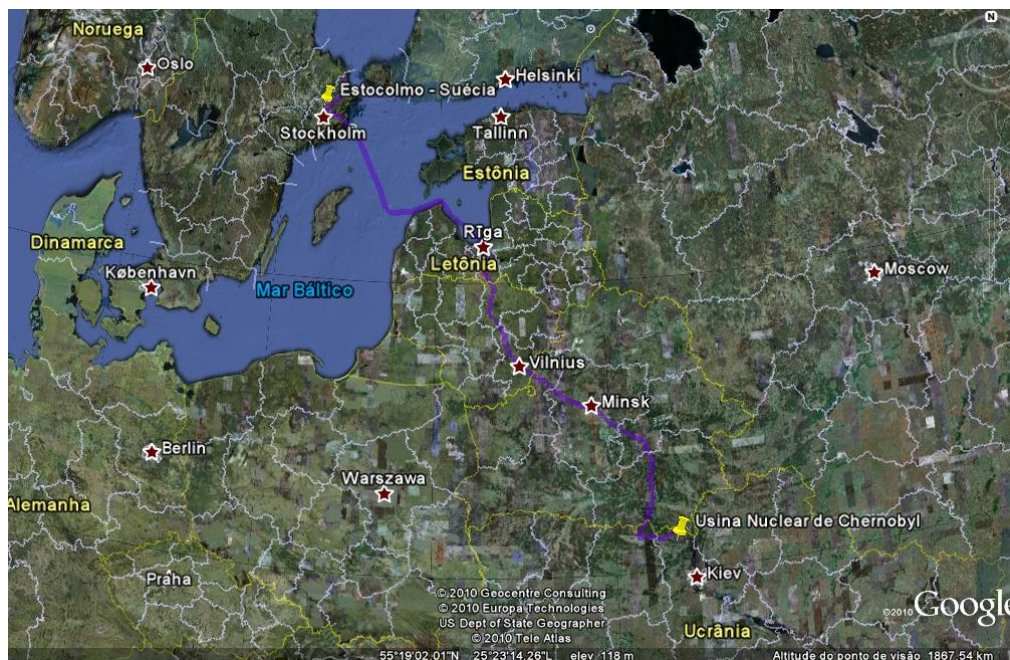 Noruega
N
Oslo
Helsinki
Estocolmo - Suécia
Stockholm
Tallinn
Estônia
Rīga
Dinamarca
Letônia
Moscow
København
Mar Báltico
Vilnius
Minsk
Berlin
Warszawa
Alemanha
Usina Nuclear de Chernobyl
Praha
Kiev
© 2010 Geocentre Consulting
© 2010 Europa Technologies
US Dept of State Geographer
© 2010 Tele Atlas
©2010 Google
Ucrânia
55°19'02.01"N 25°23'14.26"L elev 118 m Altitude do ponto de visão 1867.54 km